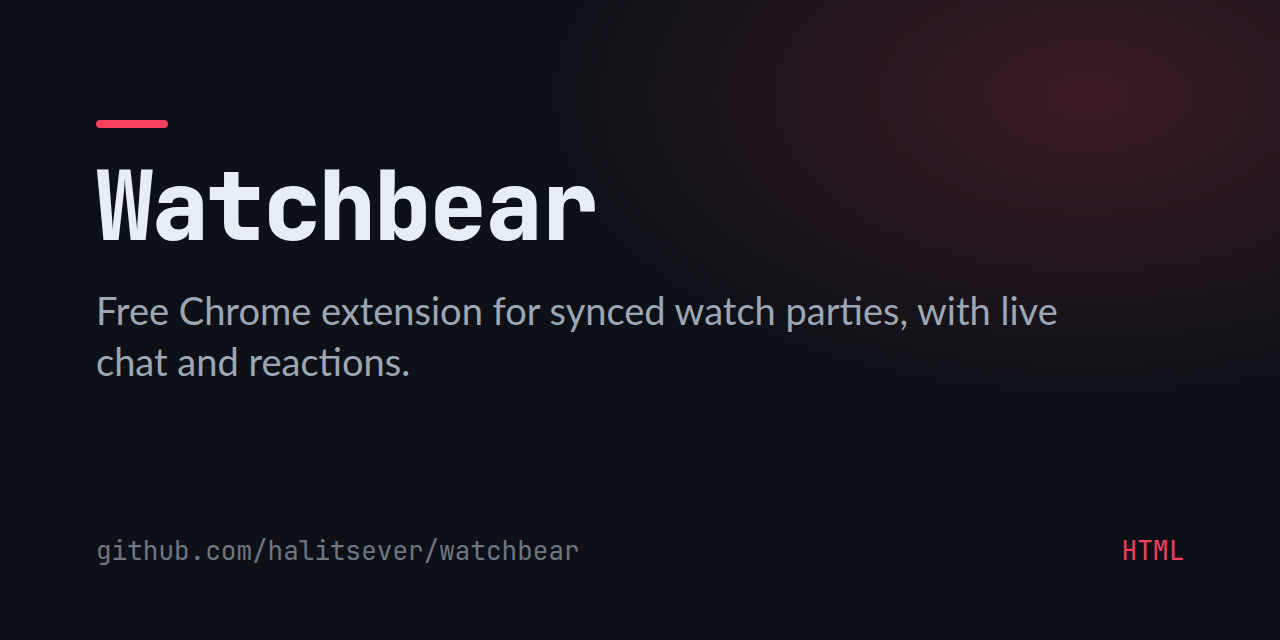 Watchbear
Free Chrome extension for synced watch parties, with live
chat and reactions.
github.com/halitsever/watchbear
HTML